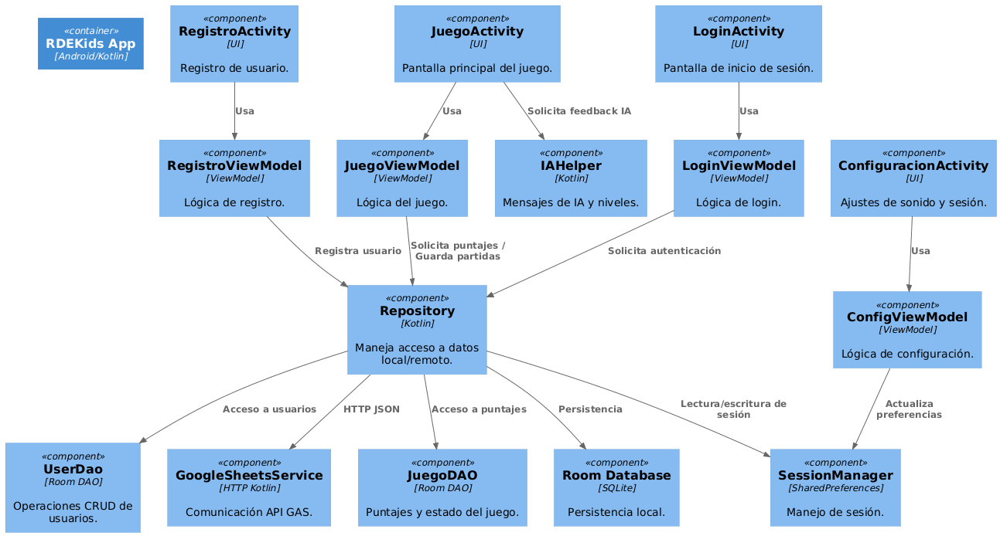 «container»
RDEKids App
[Android/Kotlin]
«component»
RegistroActivity
[UI]
Registro de usuario.
«component»
JuegoActivity
[UI]
Pantalla principal del juego.
«component»
LoginActivity
[UI]
Pantalla de inicio de sesión.
Usa
Usa
Solicita feedback IA
Usa
«component»
RegistroViewModel
[ViewModel]
Lógica de registro.
«component»
JuegoViewModel
[ViewModel]
Lógica del juego.
«component»
IAHelper
[Kotlin]
Mensajes de IA y niveles.
«component»
LoginViewModel
[ViewModel]
Lógica de login.
«component»
ConfiguracionActivity
[UI]
Ajustes de sonido y sesión.
Registra usuario
Solicita puntajes /
Guarda partidas
Solicita autenticación
Usa
«component»
Repository
[Kotlin]
Maneja acceso a datos
local/remoto.
«component»
ConfigViewModel
[ViewModel]
Lógica de configuración.
Acceso a usuarios
HTTP JSON
Acceso a puntajes
Persistencia
Lectura/escritura de
sesión
Actualiza
preferencias
«component»
UserDao
[Room DAO]
Operaciones CRUD de
usuarios.
«component»
GoogleSheetsService
[HTTP Kotlin]
Comunicación API GAS.
«component»
JuegoDAO
[Room DAO]
Puntajes y estado del juego.
«component»
Room Database
[SQLite]
Persistencia local.
«component»
SessionManager
[SharedPreferences]
Manejo de sesión.